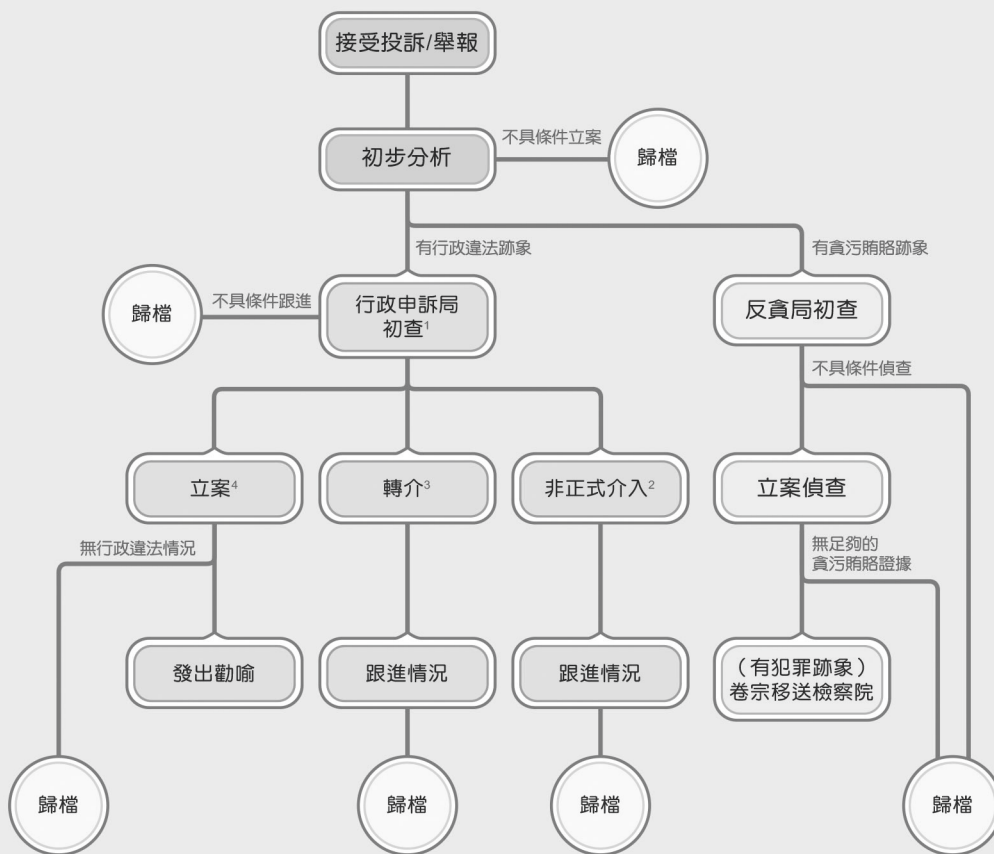 接受投訴/舉報
初步分析
不具條件立案
歸檔
有行政違法跡象
有貪污賄賂跡象
歸檔
不具條件跟進
行政申訴局
初查¹
反貪局初查
不具條件偵查
立案⁴
轉介³
非正式介入²
立案偵查
無行政違法情況
無足夠的
貪污賄賂證據
發出勸喻
跟進情況
跟進情況
（有犯罪跡象）
卷宗移送檢察院
歸檔
歸檔
歸檔
歸檔